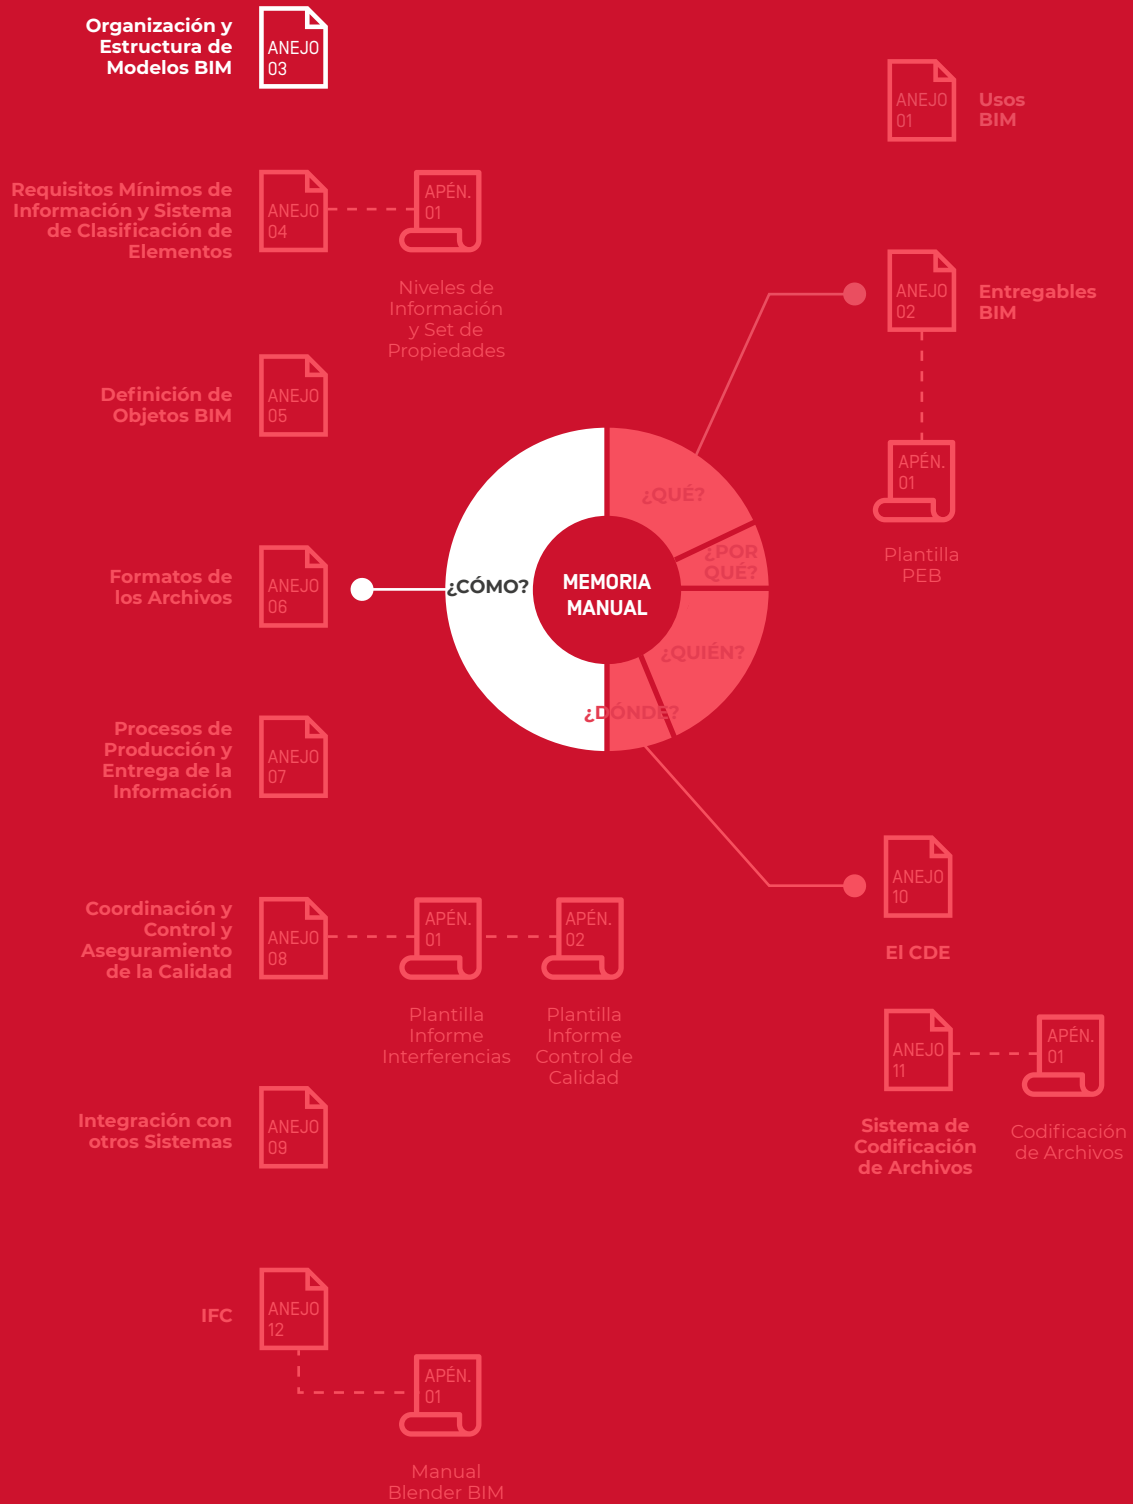 Organización y
Estructura de
Modelos BIM
ANEJO
03
Requisitos Mínimos de
Información y Sistema
de Clasificación de
Elementos
ANEJO
04
APÉN.
01
Niveles de
Información
y Set de
Propiedades
Definición de
Objetos BIM
ANEJO
05
Formatos de
los Archivos
ANEJO
06
Procesos de
Producción y
Entrega de la
Información
ANEJO
07
Coordinación y
Control y
Aseguramiento
de la Calidad
ANEJO
08
APÉN.
01
Plantilla
Informe
Interferencias
APÉN.
02
Plantilla
Informe
Control de
Calidad
Integración con
otros Sistemas
ANEJO
09
IFC
ANEJO
12
APÉN.
01
Manual
Blender BIM
MEMORIA
MANUAL
¿CÓMO?
¿QUÉ?
¿POR
QUÉ?
¿QUIÉN?
¿DÓNDE?
ANEJO
01
Usos
BIM
ANEJO
02
Entregables
BIM
APÉN.
01
Plantilla
PEB
ANEJO
10
El CDE
ANEJO
11
Sistema de
Codificación
de Archivos
APÉN.
01
Codificación
de Archivos